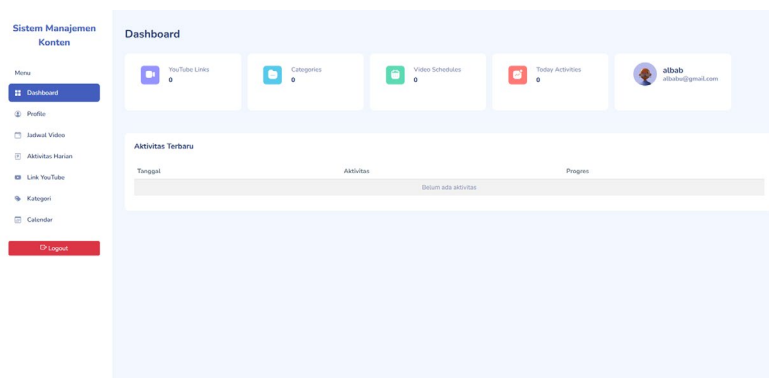 Sistem Manajemen
Konten
Menu
Dashboard
Profile
Jadwal Video
Aktivitas Harian
Link YouTube
Kategori
Calendar
Logout
Dashboard
YouTube Links
0
Categories
0
Video Schedules
0
Today Activities
0
albab
albabu@gmail.com
Aktivitas Terbaru
Tanggal Aktivitas Progres
Belum ada aktivitas